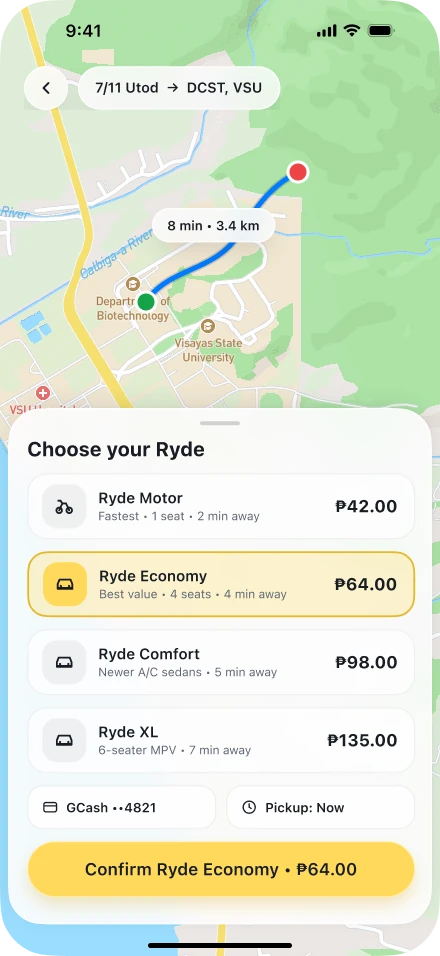 9:41
7/11 Utod → DCST, VSU
River
8 min • 3.4 km
Catbiga-a River
Department of
Biotechnology
Visayas State
University
VSU Hospital
Choose your Ryde
Ryde Motor
Fastest • 1 seat • 2 min away
₱42.00
Ryde Economy
Best value • 4 seats • 4 min away
₱64.00
Ryde Comfort
Newer A/C sedans • 5 min away
₱98.00
Ryde XL
6-seater MPV • 7 min away
₱135.00
GCash ••4821
Pickup: Now
Confirm Ryde Economy • ₱64.00